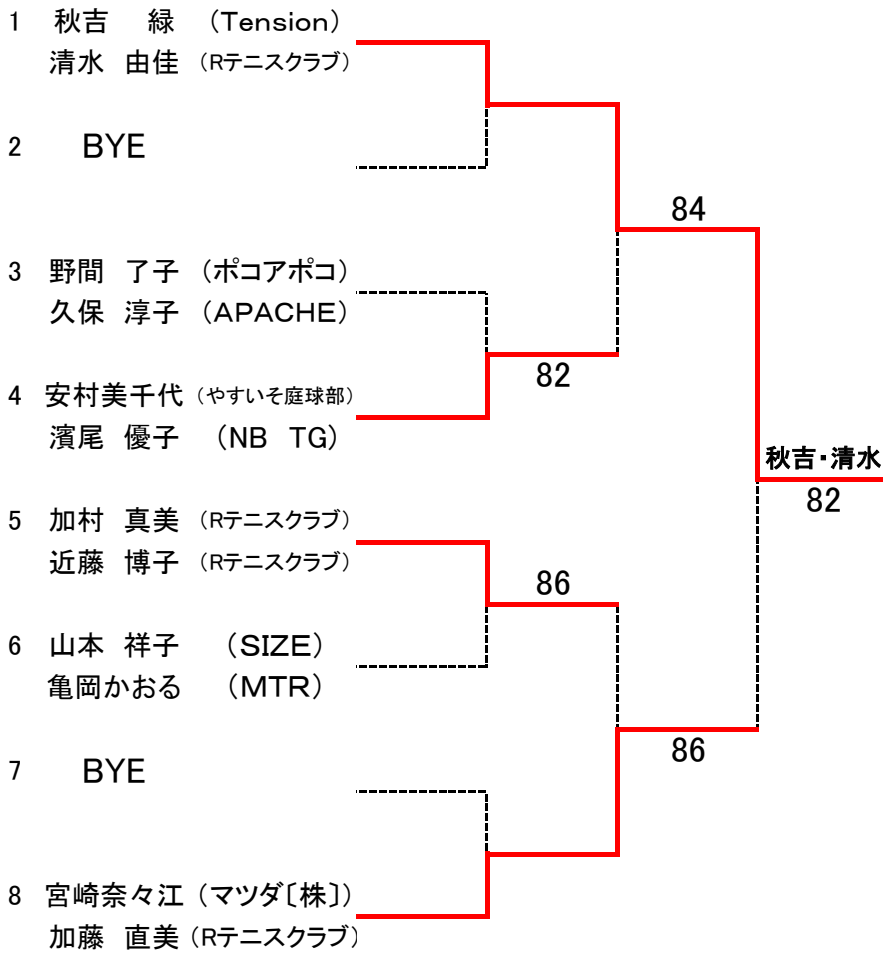 1 秋吉 緑 (Tension)
清水 由佳 (Rテニスクラブ)
2 BYE
84
3 野間 了子 (ポコアポコ)
久保 淳子 (APACHE)
82
4 安村美千代 (やすいそ庭球部)
濱尾 優子 (NB TG)
秋吉・清水
82
5 加村 真美 (Rテニスクラブ)
近藤 博子 (Rテニスクラブ)
86
6 山本 祥子 (SIZE)
亀岡かおる (MTR)
86
7 BYE
8 宮崎奈々江 (マツダ〔株〕)
加藤 直美 (Rテニスクラブ)